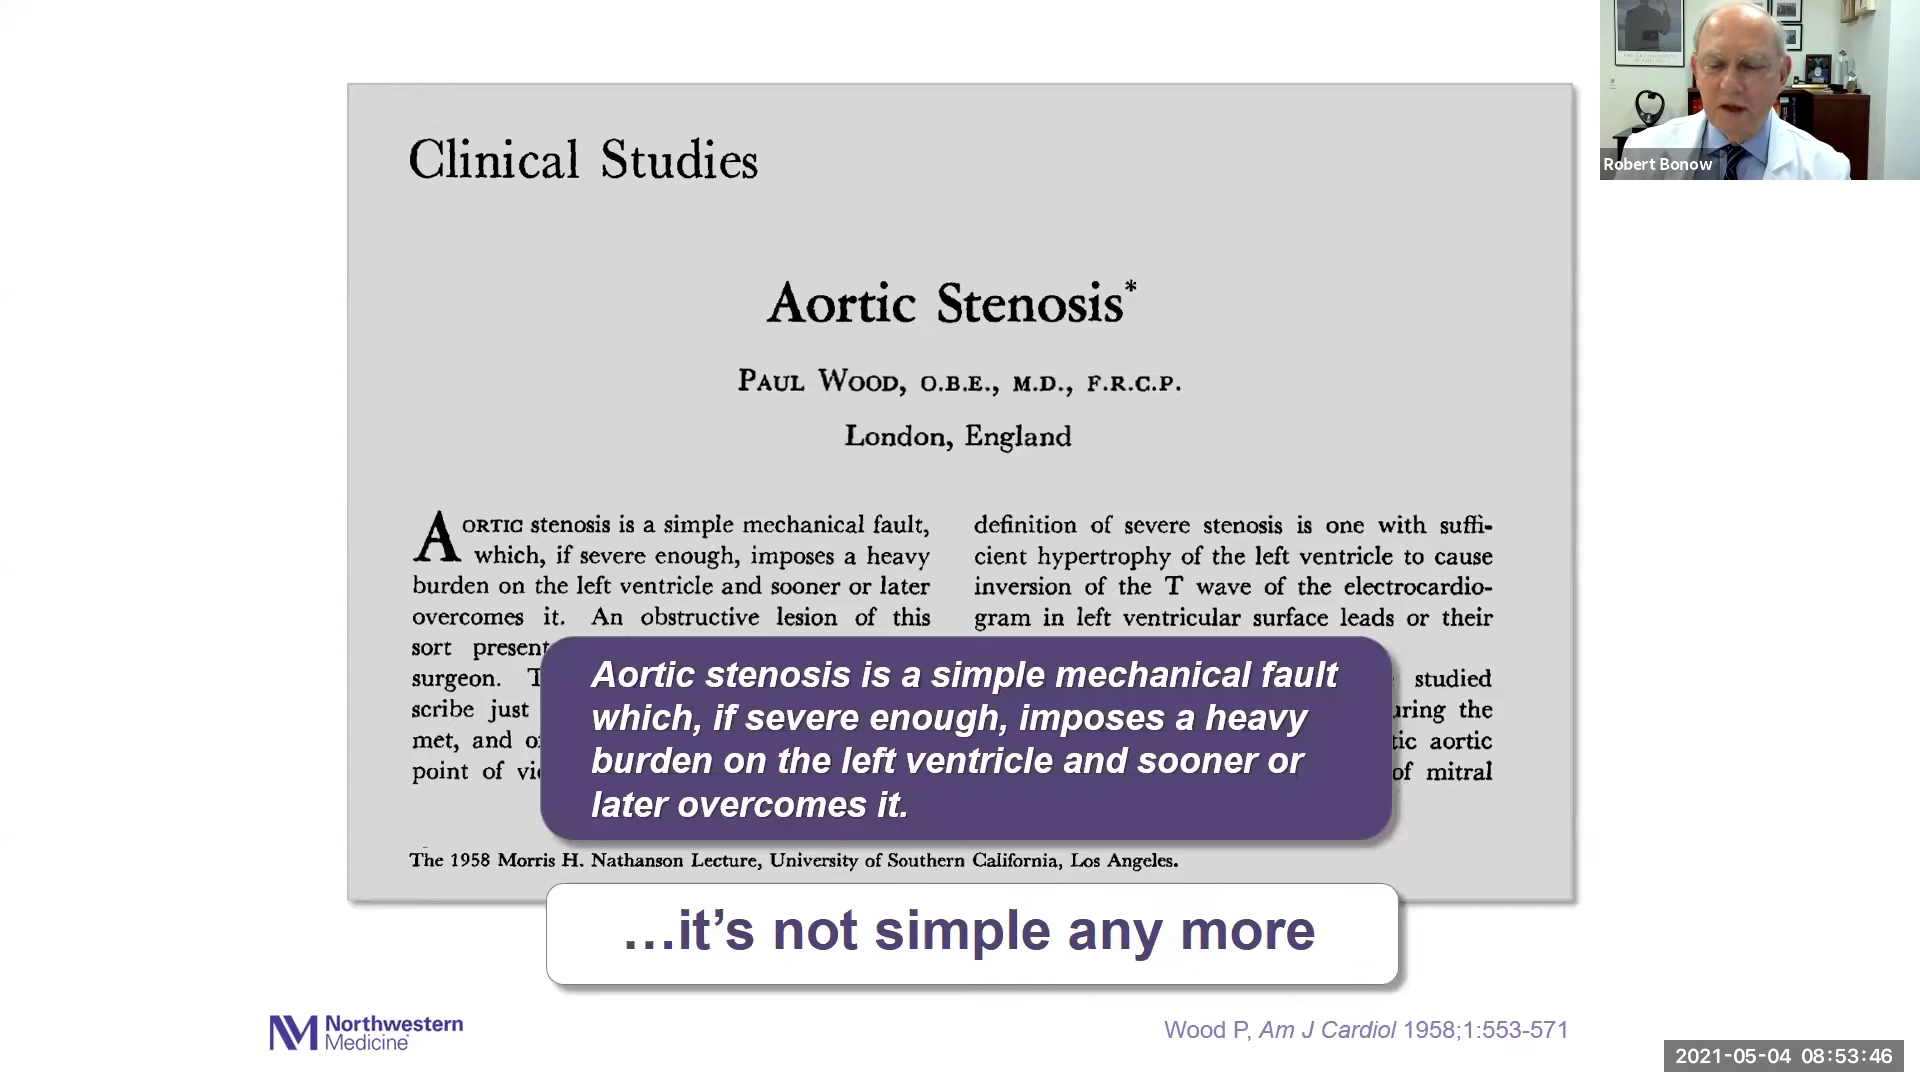 Clinical Studies
Aortic Stenosis*
PAUL WOOD, O.B.E., M.D., F.R.C.P.
London, England
AORTIC stenosis is a simple mechanical fault,
which, if severe enough, imposes a heavy
burden on the left ventricle and sooner or later
overcomes it. An obstructive lesion of this
sort present
surgeon.
scribe just
met, and
point of
definition of severe stenosis is one with suffi-
cient hypertrophy of the left ventricle to cause
inversion of the T wave of the electrocardio-
gram in left ventricular surface leads or their
studied
uring the
tic aortic
of mitral
Aortic stenosis is a simple mechanical fault
which, if severe enough, imposes a heavy
burden on the left ventricle and sooner or
later overcomes it.
The 1958 Morris H. Nathanson Lecture, University of Southern California, Los Angeles.
…it’s not simple any more
Northwestern
Medicine
Wood P, Am J Cardiol 1958;1:553-571
Robert Bonow
2021-05-04 08:53:46